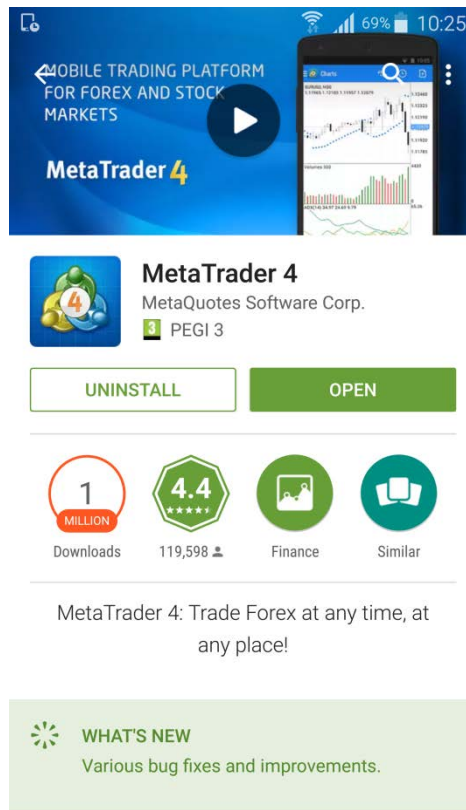 69% 10:25
MOBILE TRADING PLATFORM
FOR FOREX AND STOCK
MARKETS
MetaTrader 4
Charts
4
MetaTrader 4
MetaQuotes Software Corp.
3 PEGI 3
UNINSTALL
OPEN
1
MILLION
4.4
Downloads
119,598
Finance
Similar
MetaTrader 4: Trade Forex at any time, at
any place!
WHAT'S NEW
Various bug fixes and improvements.